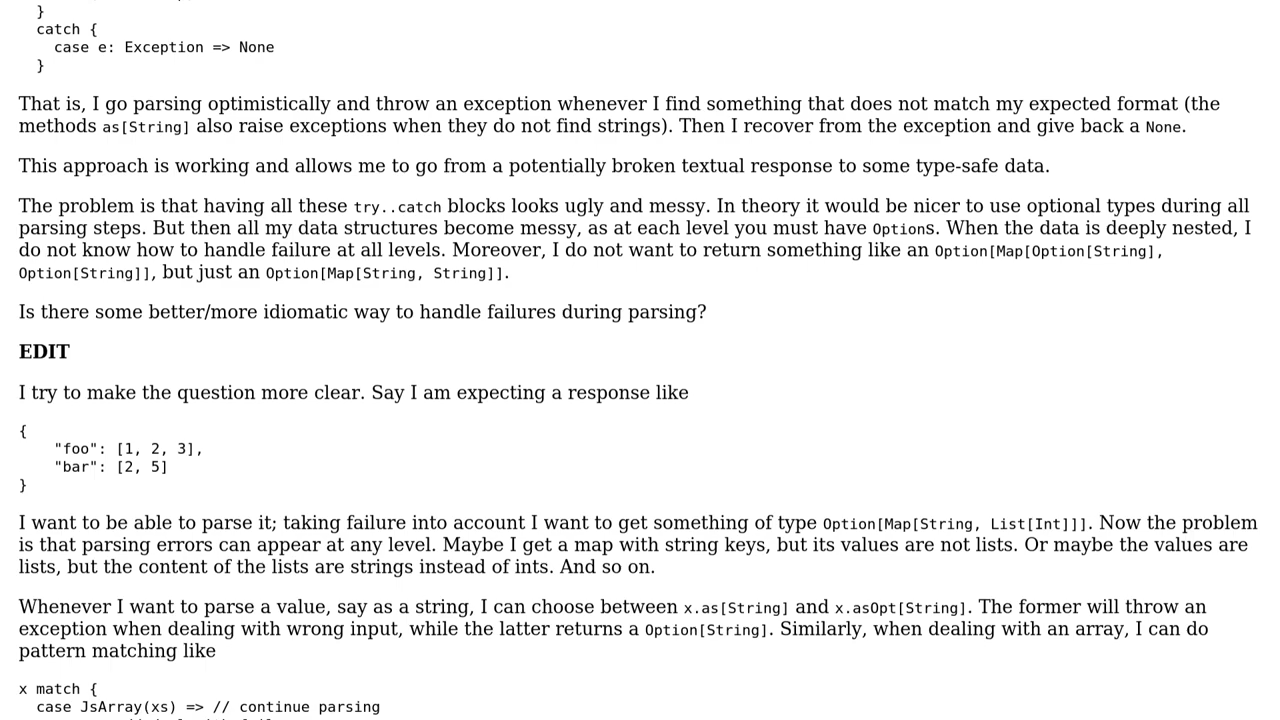 }
catch {
case e: Exception => None
}
That is, I go parsing optimistically and throw an exception whenever I find something that does not match my expected format (the
methods as[String] also raise exceptions when they do not find strings). Then I recover from the exception and give back a None.
This approach is working and allows me to go from a potentially broken textual response to some type-safe data.
The problem is that having all these try..catch blocks looks ugly and messy. In theory it would be nicer to use optional types during all
parsing steps. But then all my data structures become messy, as at each level you must have Options. When the data is deeply nested, I
do not know how to handle failure at all levels. Moreover, I do not want to return something like an Option[Map[Option[String],
Option[String]], but just an Option[Map[String, String]].
Is there some better/more idiomatic way to handle failures during parsing?
EDIT
I try to make the question more clear. Say I am expecting a response like
{
"foo": [1, 2, 3],
"bar": [2, 5]
}
I want to be able to parse it; taking failure into account I want to get something of type Option[Map[String, List[Int]]]. Now the problem
is that parsing errors can appear at any level. Maybe I get a map with string keys, but its values are not lists. Or maybe the values are
lists, but the content of the lists are strings instead of ints. And so on.
Whenever I want to parse a value, say as a string, I can choose between x.as[String] and x.asOpt[String]. The former will throw an
exception when dealing with wrong input, while the latter returns a Option[String]. Similarly, when dealing with an array, I can do
pattern matching like
x match {
case JsArray(xs) => // continue parsing